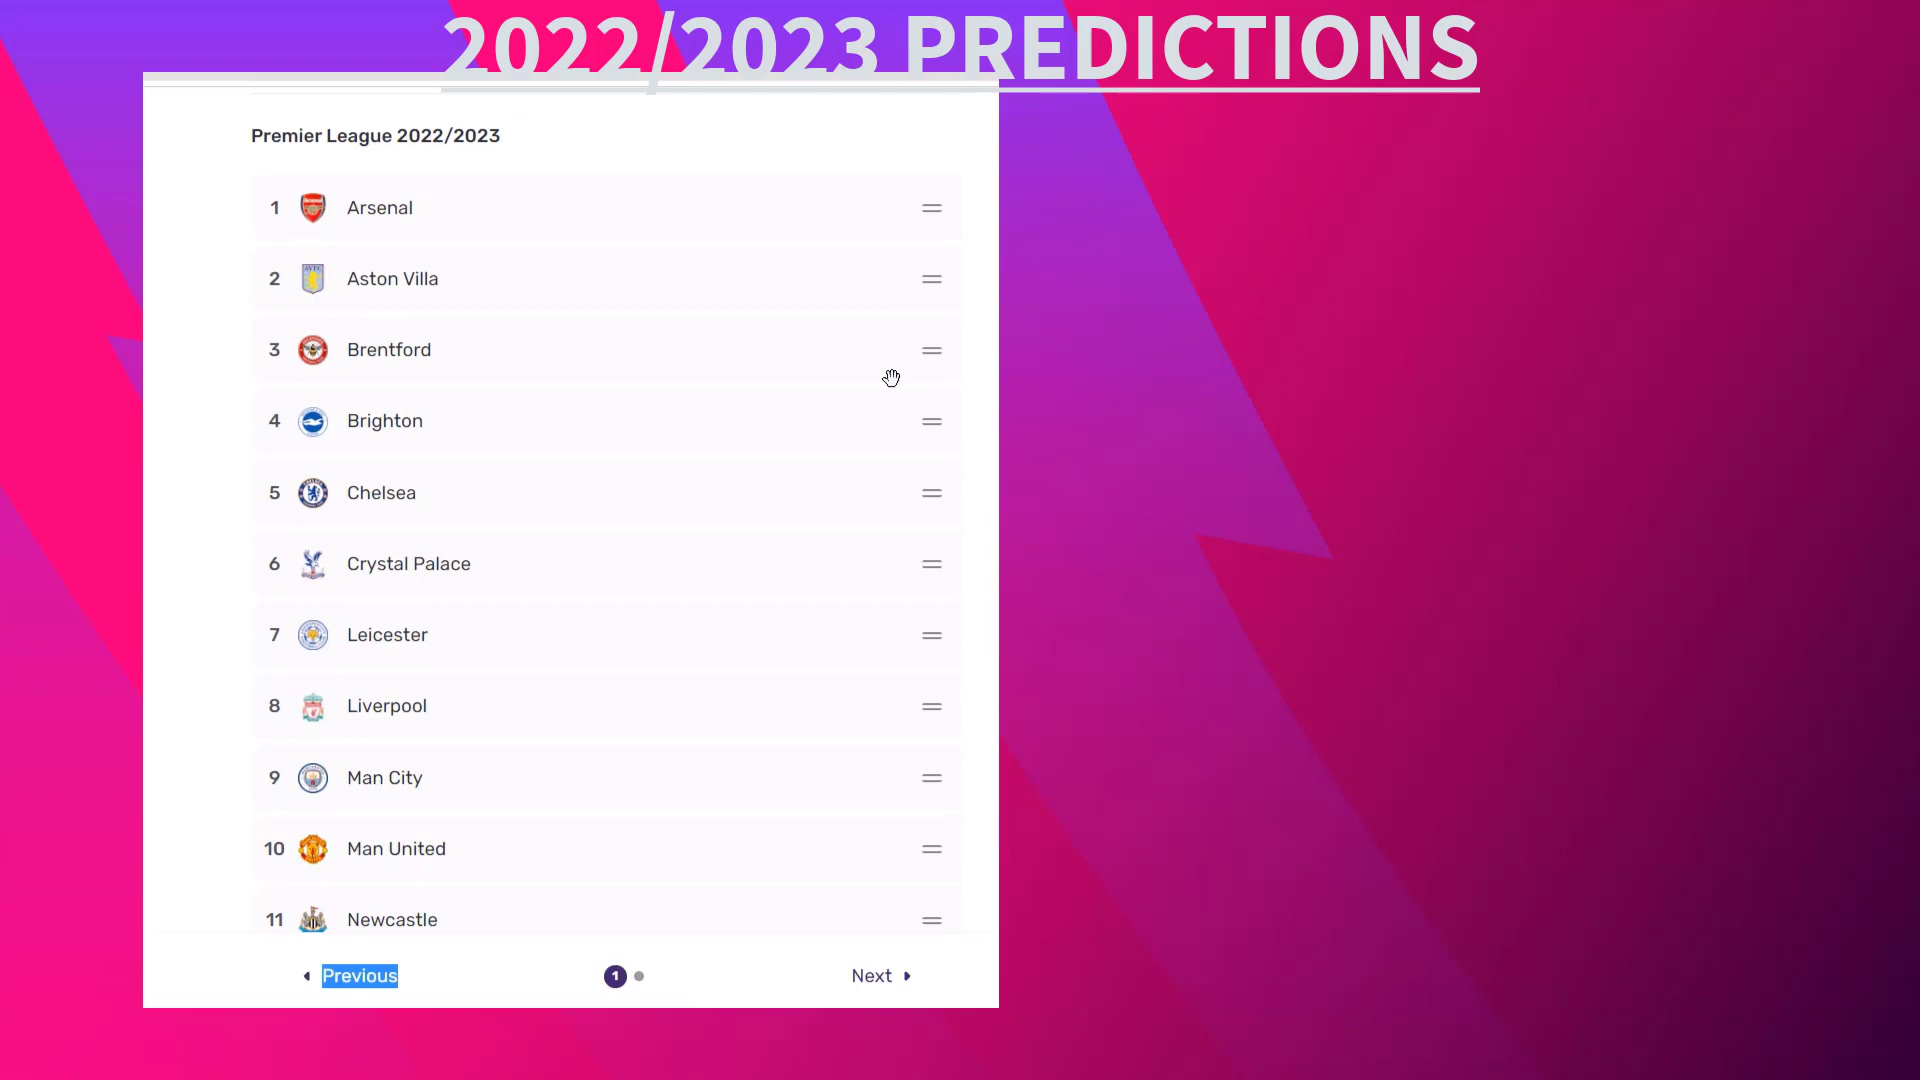 2022/2023 PREDICTIONS
Premier League 2022/2023
1 Arsenal
2 Aston Villa
3 Brentford
4 Brighton
5 Chelsea
6 Crystal Palace
7 Leicester
8 Liverpool
9 Man City
10 Man United
11 Newcastle
Previous 1 Next